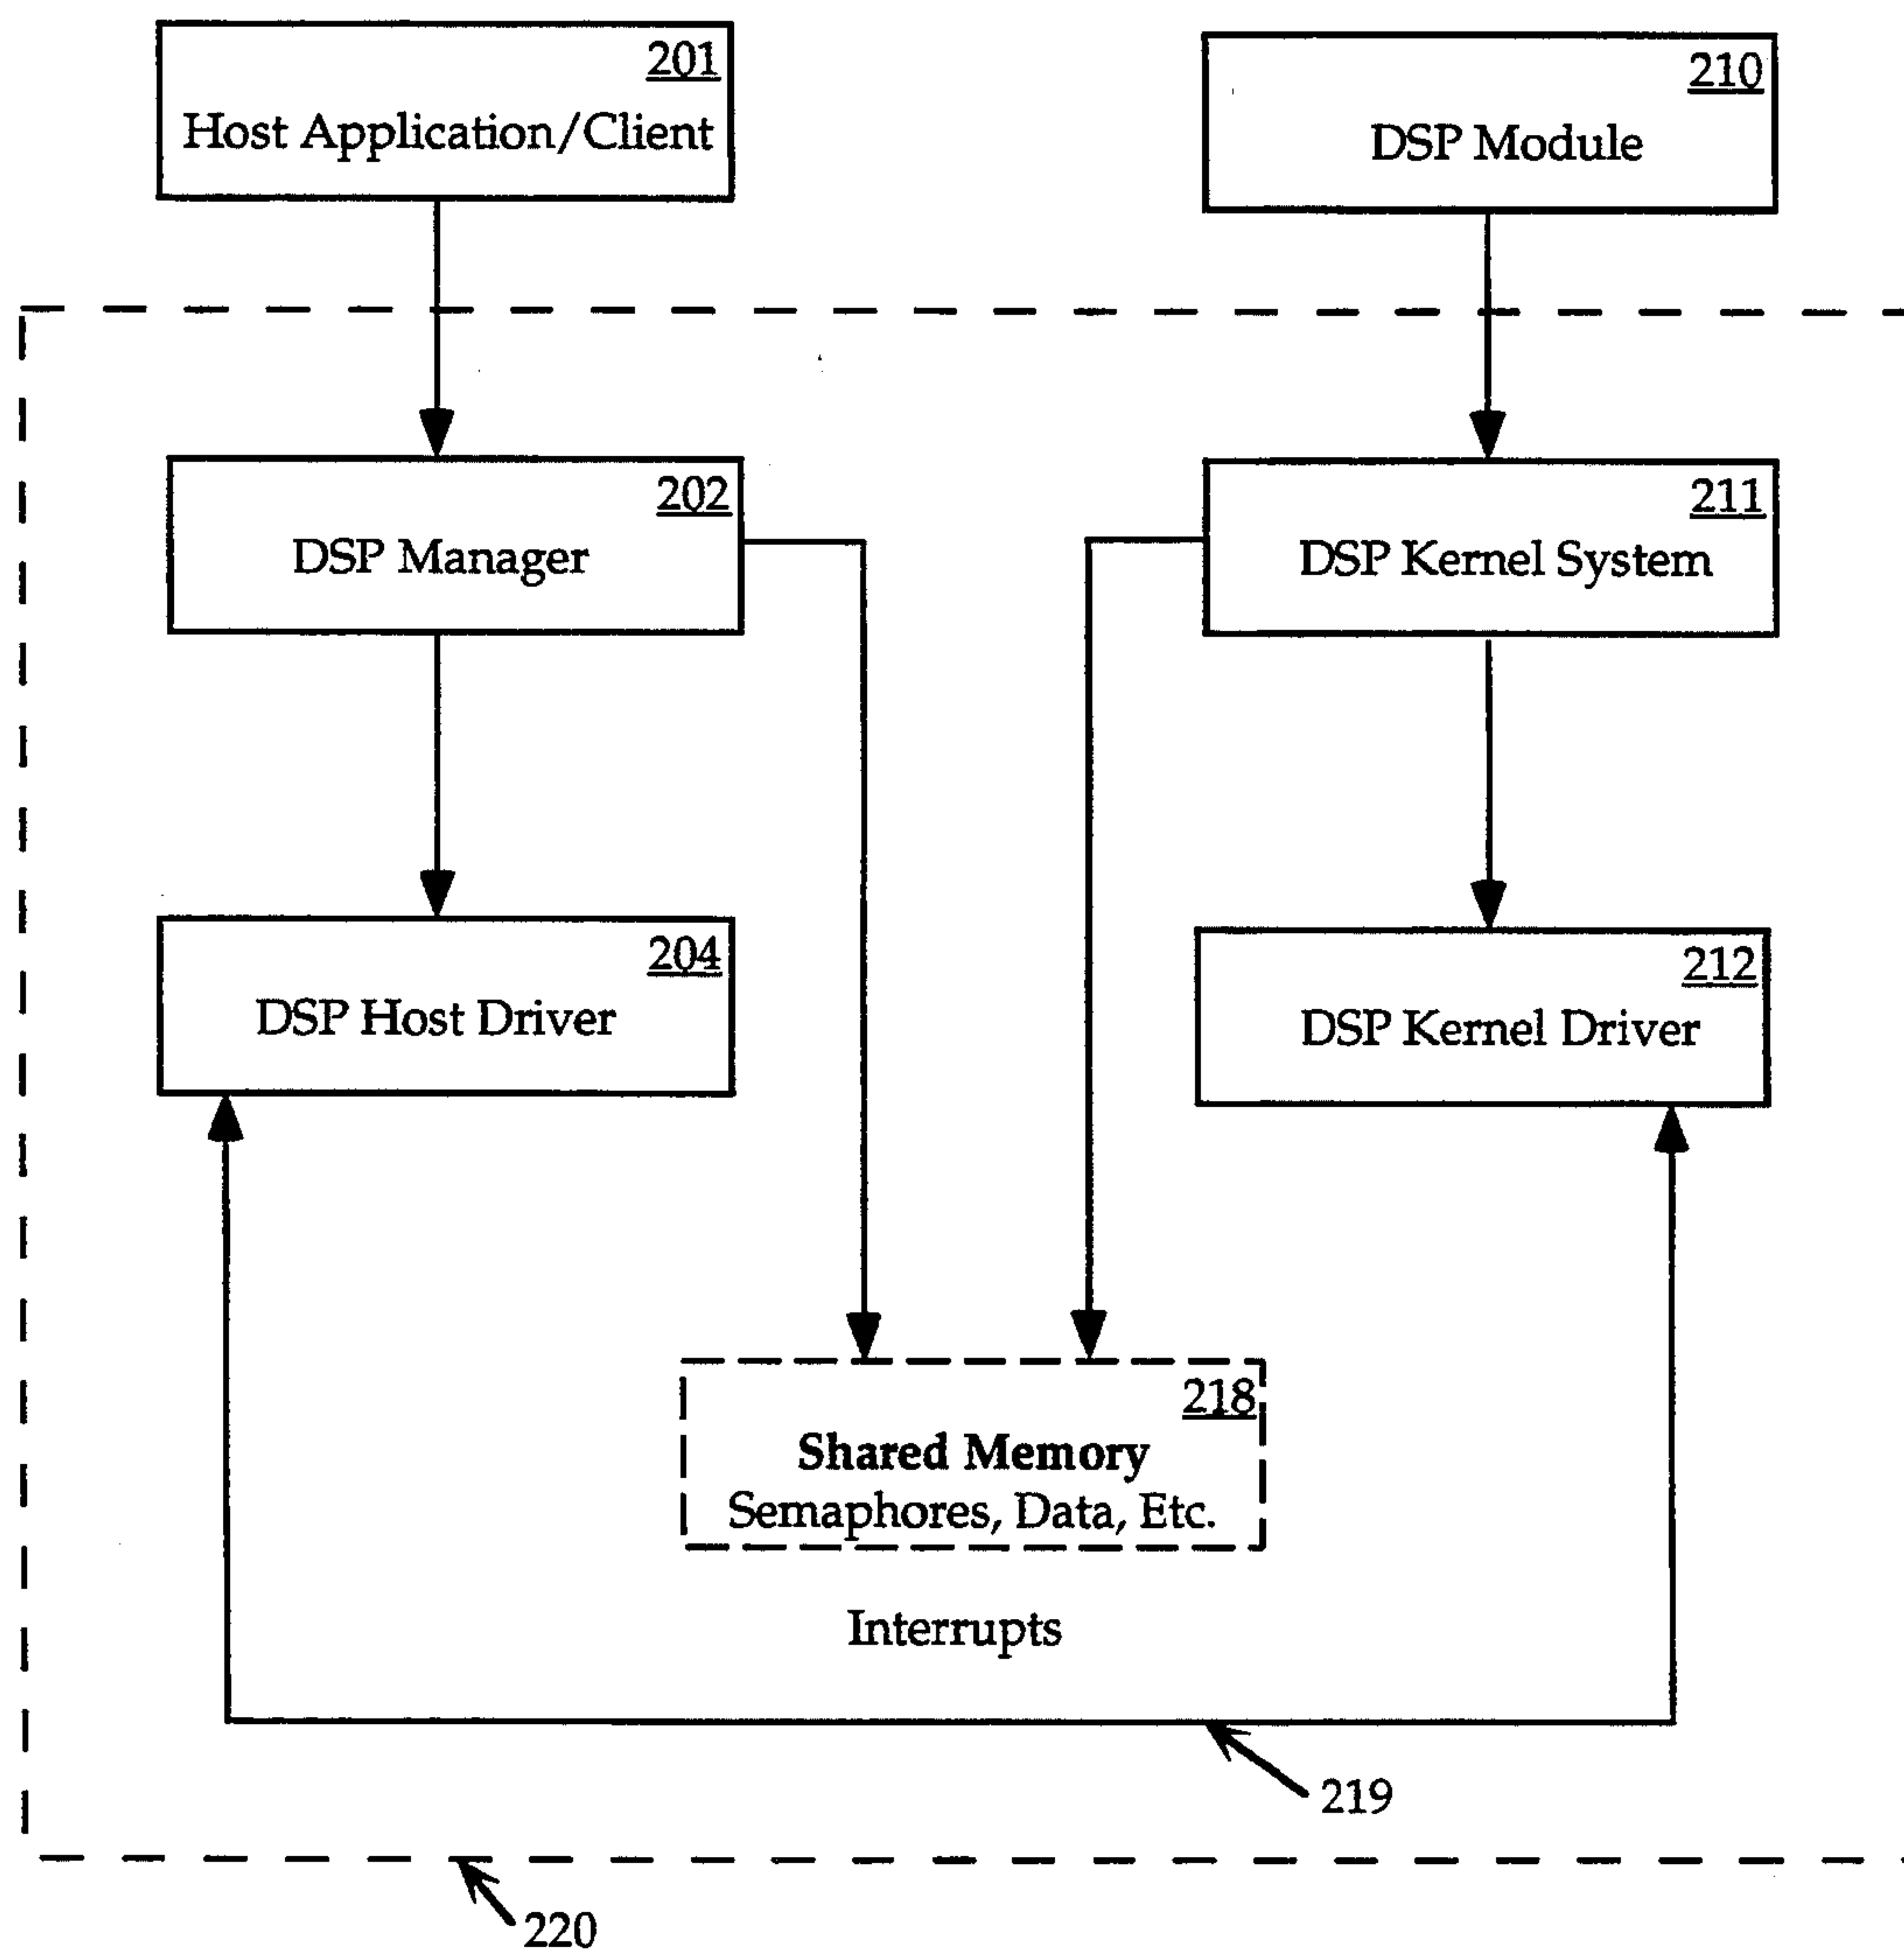 201
Host Application/Client
210
DSP Module
202
DSP Manager
211
DSP Kernel System
204
DSP Host Driver
212
DSP Kernel Driver
218
Shared Memory
Semaphores, Data, Etc.
Interrupts
219
220